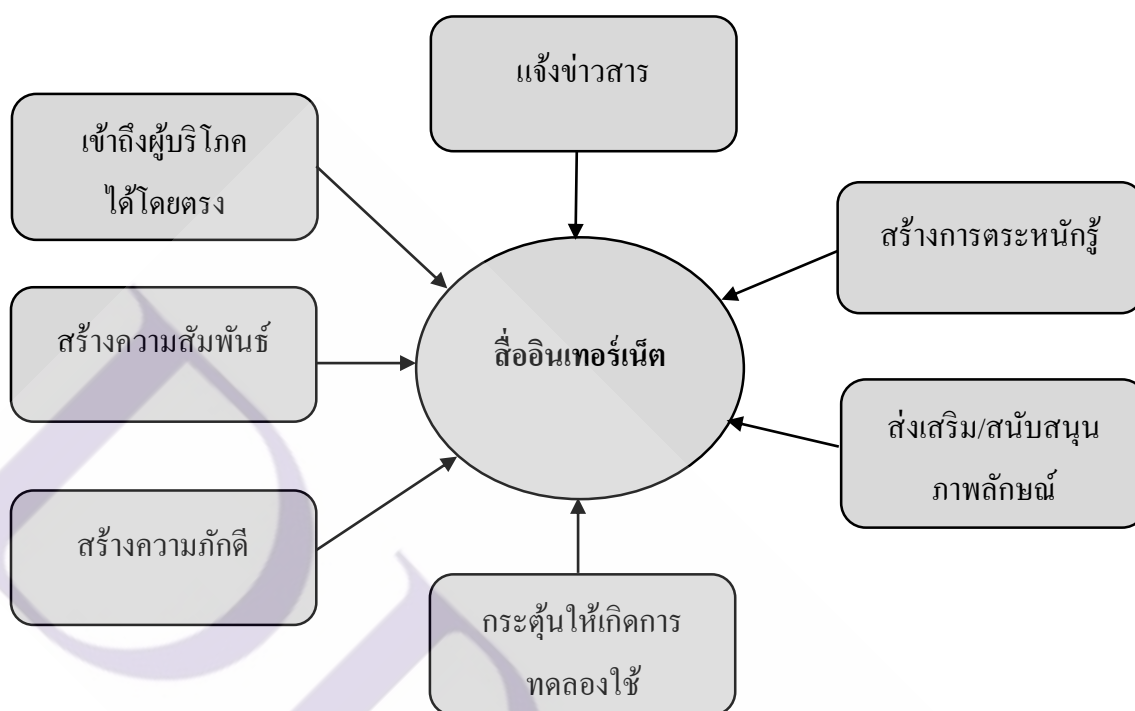 แจ้งข่าวสาร
เข้าถึงผู้บริโภค
ได้โดยตรง
สร้างการตระหนักรู้
สร้างความสัมพันธ์
สื่ออินเทอร์เน็ต
ส่งเสริม/สนับสนุน
ภาพลักษณ์
สร้างความภักดี
กระตุ้นให้เกิดการ
ทดลองใช้